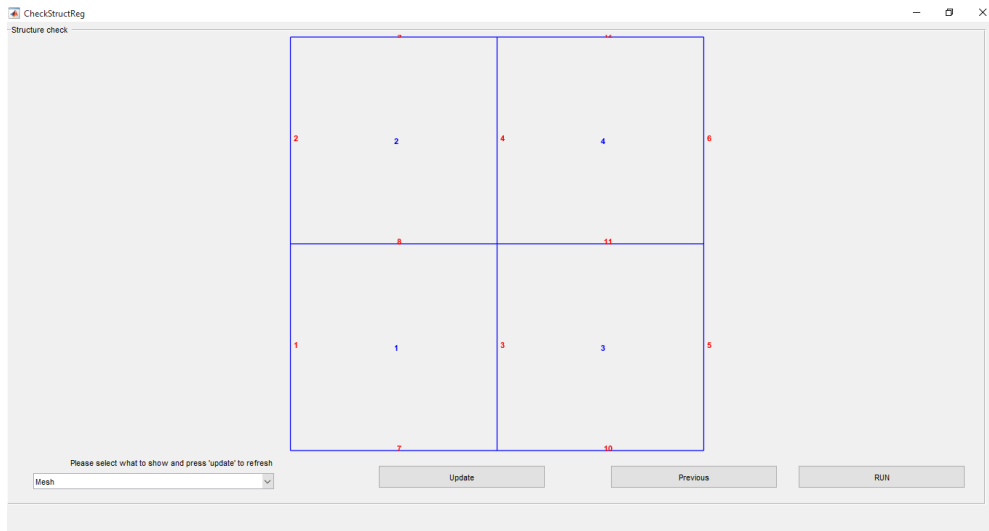 CheckStructReg
Structure check
2 2 4 4 6
8 11
1 1 3 3 5
7 10
Please select what to show and press 'update' to refresh
Mesh
Update
Previous
RUN